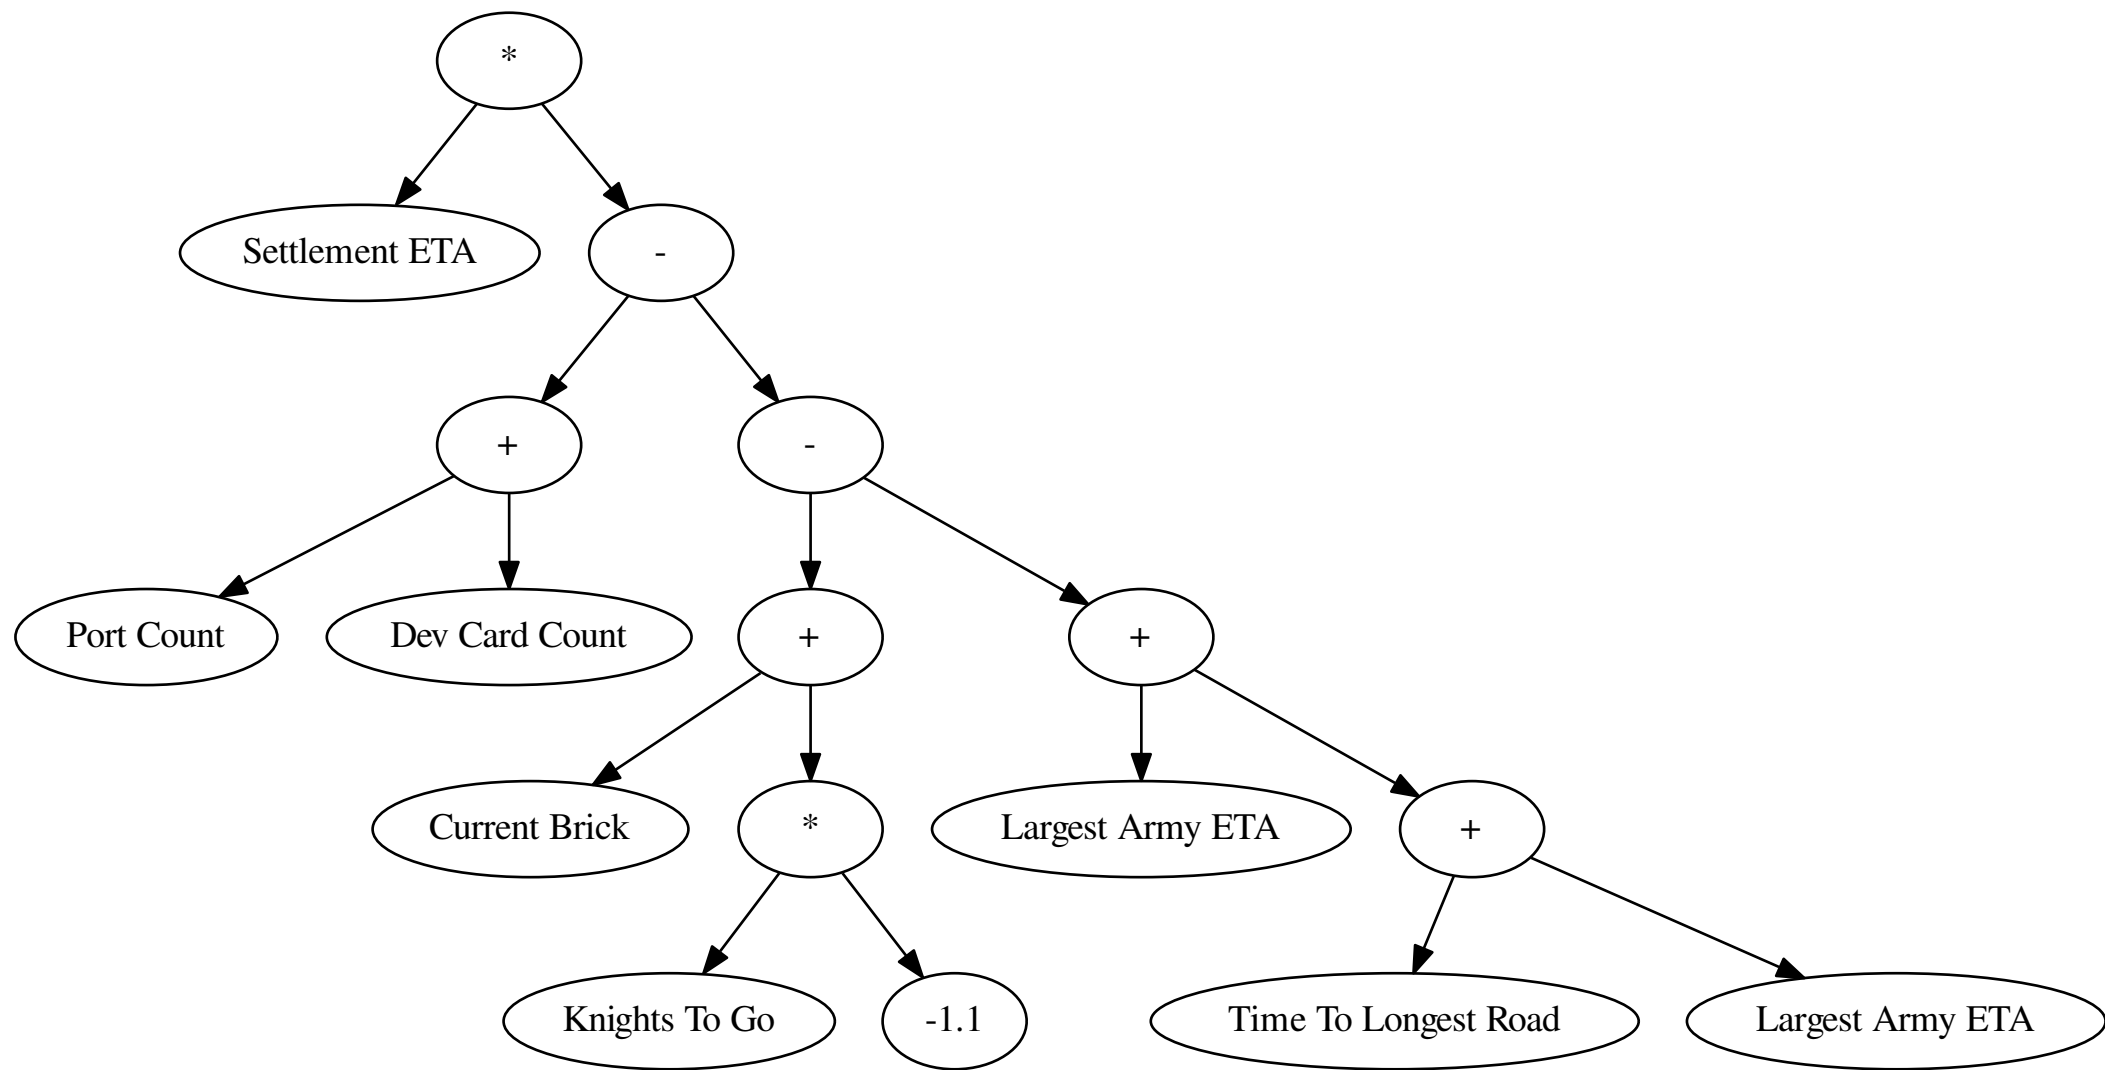 *
Settlement ETA
-
+
-
Port Count
Dev Card Count
+
+
Current Brick
*
Largest Army ETA
+
Knights To Go
-1.1
Time To Longest Road
Largest Army ETA